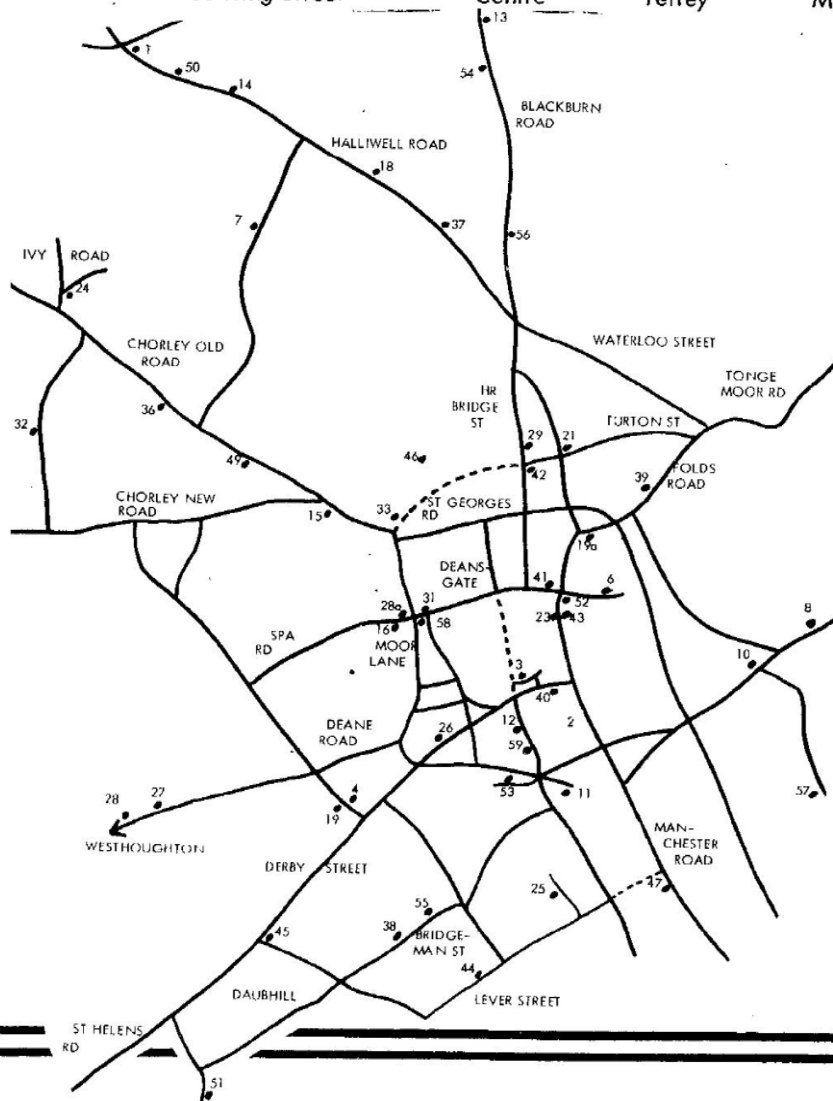 Centre
13
1
50
14
54
BLACKBURN
ROAD
HALLIWELL ROAD
18
7
37
56
IVY ROAD
24
WATERLOO STREET
CHORLEY OLD
ROAD
TONGE
MOOR RD
HR
BRIDGE
ST
36
32
29
21
TURTON ST
46
42
49
39
FOLDS
ROAD
CHORLEY NEW
ROAD
33
ST GEORGES
RD
15
19a
DEANS-
GATE
41
6
31
52
28a
8
16
58
23
43
SPA
RD
MOOR
LANE
3
10
40
DEANE
ROAD
12
2
26
59
4
53
11
57
28
27
19
MAN-
CHESTER
ROAD
WESTHOUGHTON
DERBY STREET
25
47
55
45
38
BRIDGE-
MAN ST
44
DAUBHILL
LEVER STREET
ST HELENS
RD
51